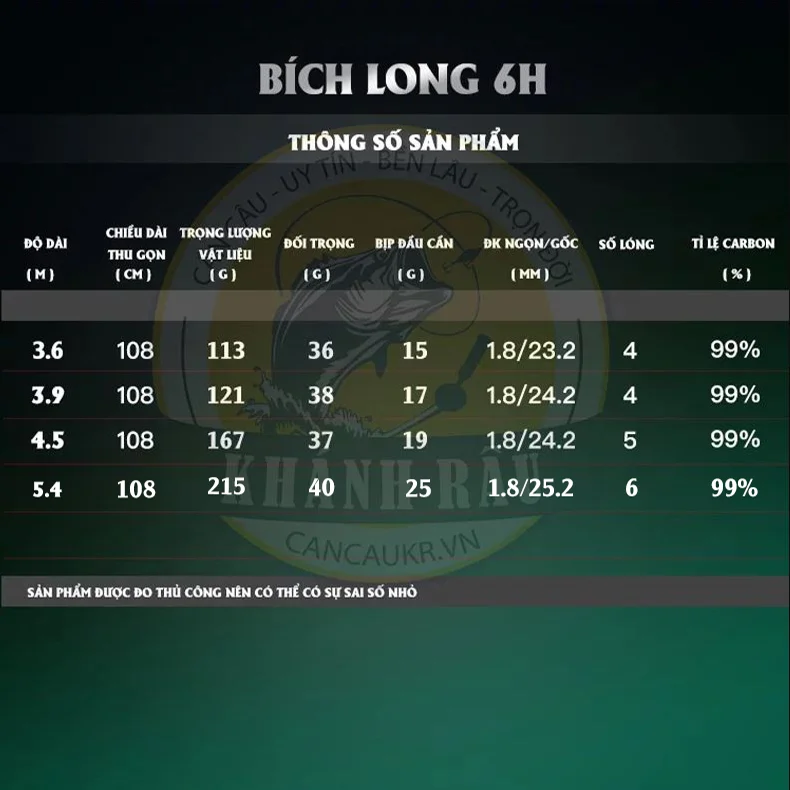 BÍCH LONG 6H
THÔNG SỐ SẢN PHẨM
CẦN CÂU - UY TÍN - BỀN LÂU - TRỌN ĐỜI
ĐỘ DÀI ( M )
CHIỀU DÀI THU GỌN ( CM )
TRỌNG LƯỢNG VẬT LIỆU ( G )
ĐỐI TRỌNG ( G )
BỊP ĐẦU CẦN ( G )
ĐK NGỌN/GỐC ( MM )
SỐ LÓNG
TỈ LỆ CARBON ( % )
3.6 108 113 36 15 1.8/23.2 4 99%
3.9 108 121 38 17 1.8/24.2 4 99%
4.5 108 167 37 19 1.8/24.2 5 99%
5.4 108 215 40 25 1.8/25.2 6 99%
KHÁNH RÂU
CANCAUKR.VN
SẢN PHẨM ĐƯỢC ĐO THỦ CÔNG NÊN CÓ THỂ CÓ SỰ SAI SỐ NHỎ